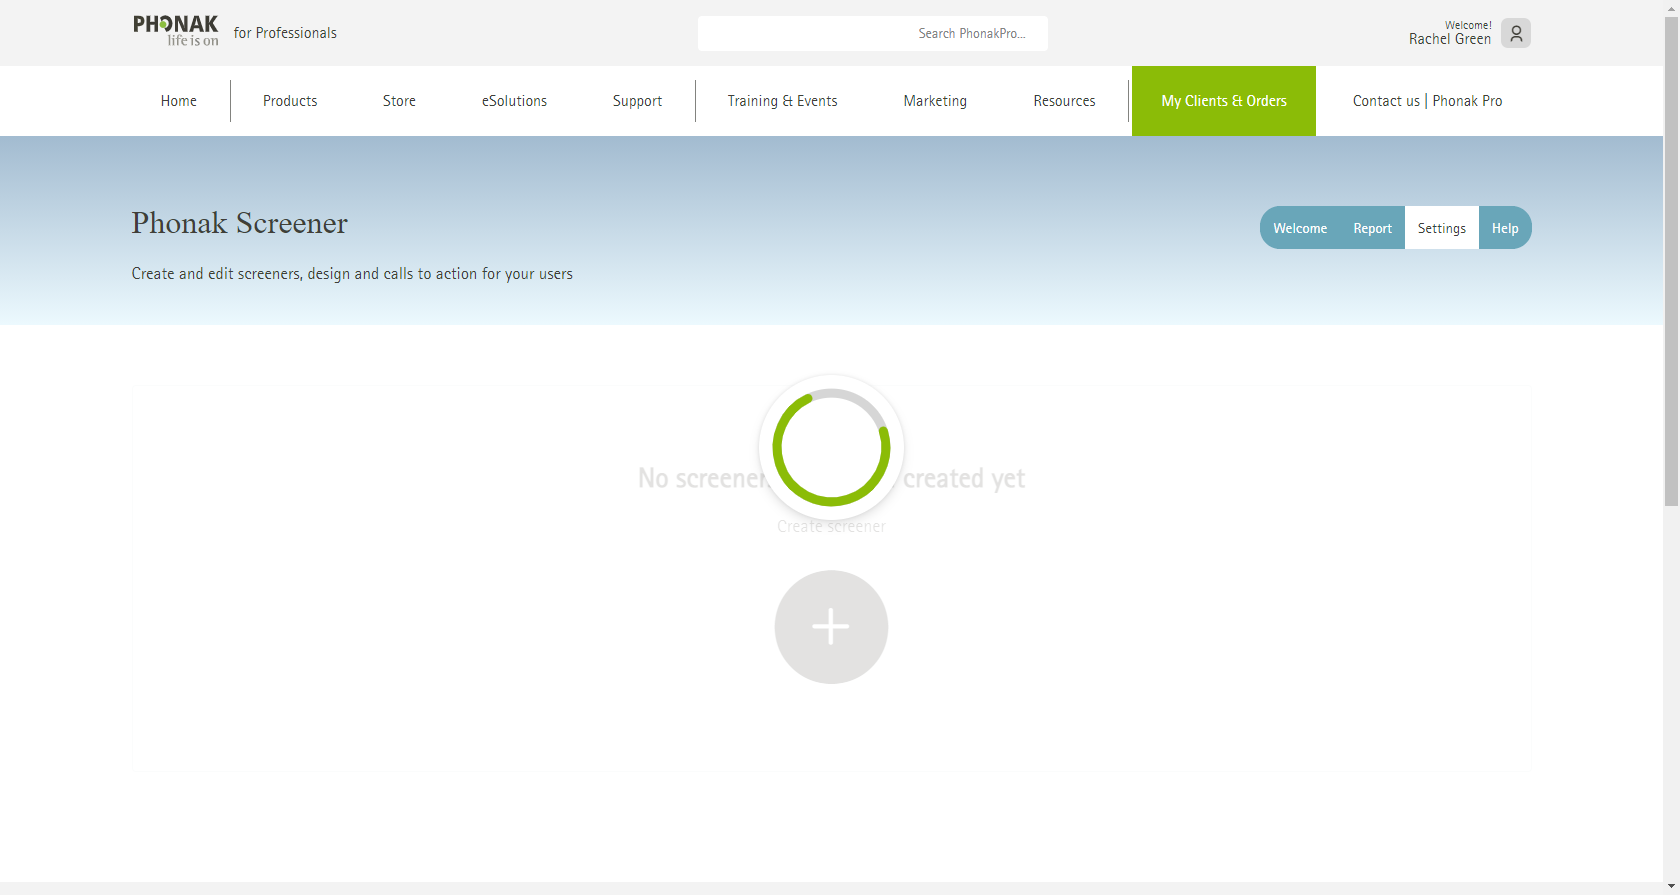 PHONAK
life is on
for Professionals
Search PhonakPro...
Welcome!
Rachel Green
Home
Products
Store
eSolutions
Support
Training & Events
Marketing
Resources
My Clients & Orders
Contact us | Phonak Pro
Phonak Screener
Welcome
Report
Settings
Help
Create and edit screeners, design and calls to action for your users
No screener created yet
Create screener